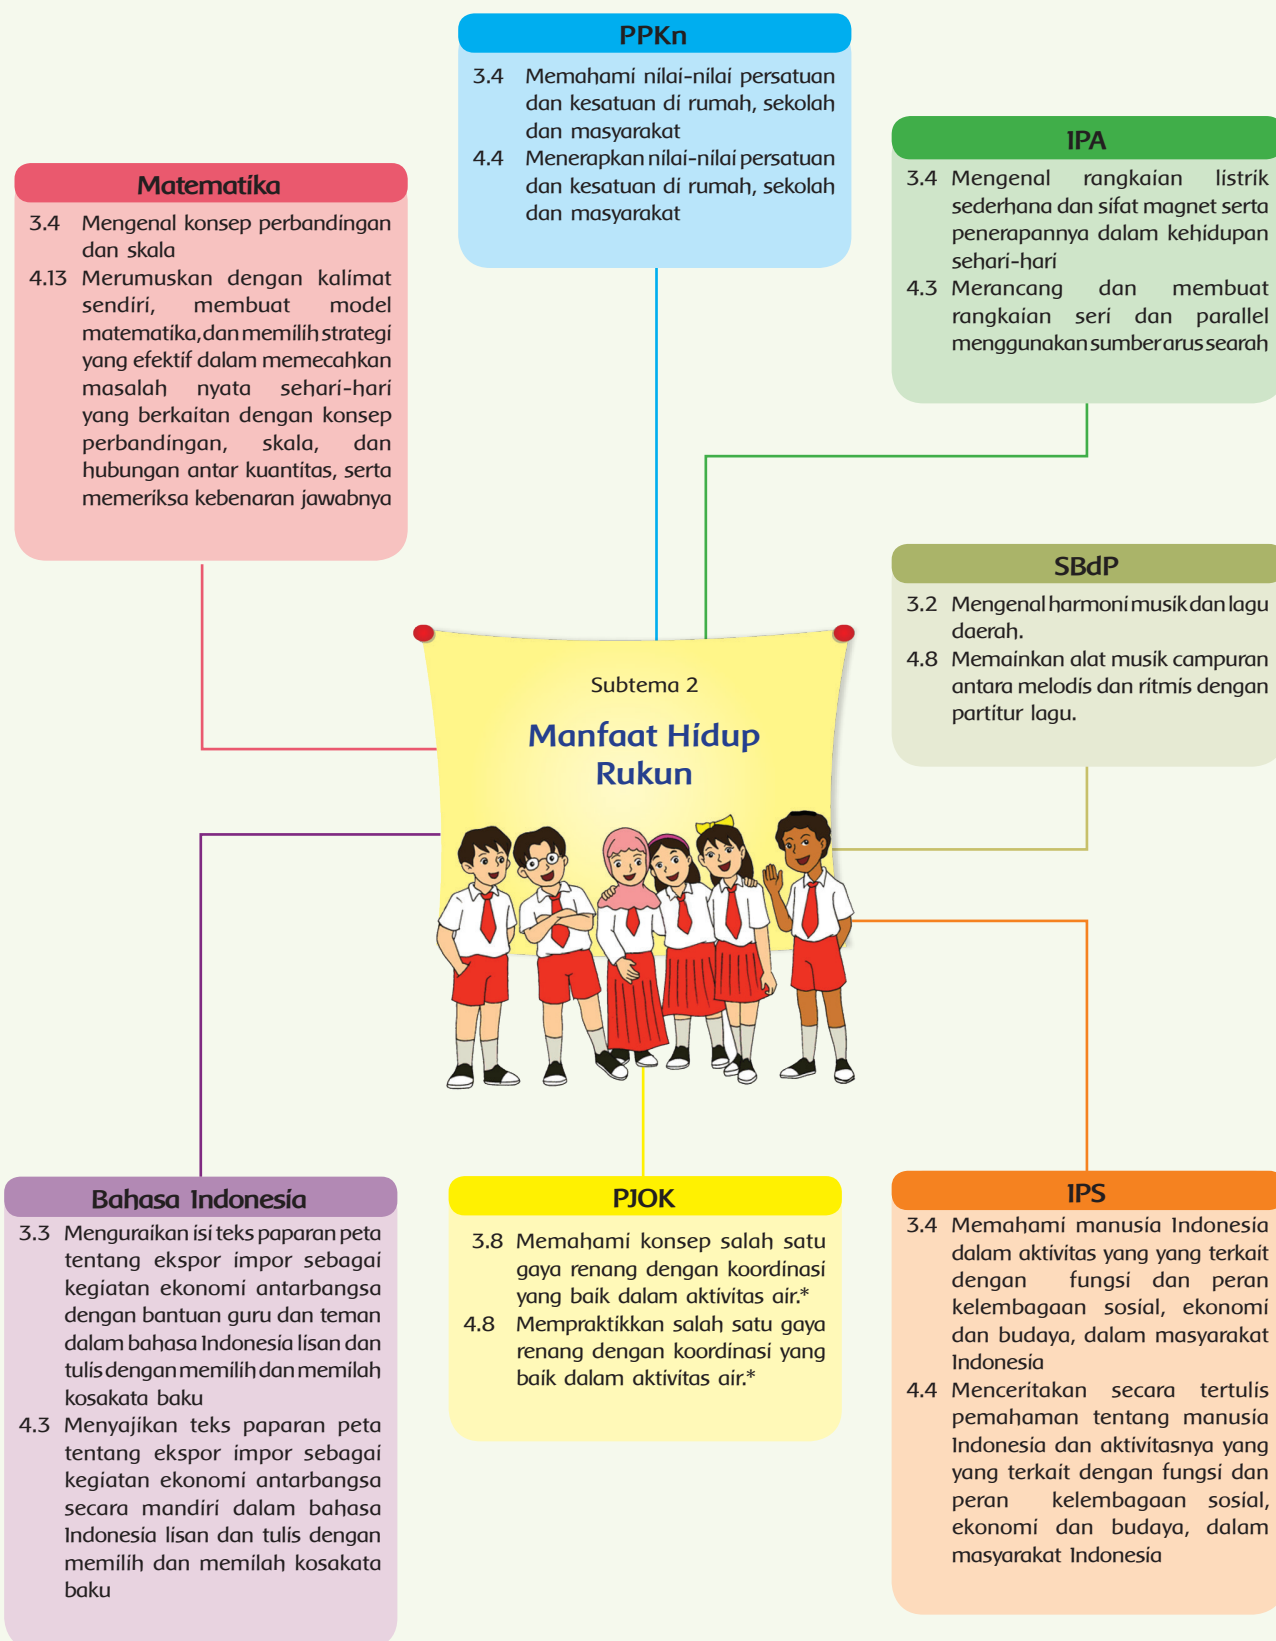 PPKn
3.4 Memahami nilai-nilai persatuan
dan kesatuan di rumah, sekolah
dan masyarakat
4.4 Menerapkan nilai-nilai persatuan
dan kesatuan di rumah, sekolah
dan masyarakat
IPA
3.4 Mengenal rangkaian listrik
sederhana dan sifat magnet serta
penerapannya dalam kehidupan
sehari-hari
4.3 Merancang dan membuat
rangkaian seri dan parallel
menggunakan sumber arus searah
Matematika
3.4 Mengenal konsep perbandingan
dan skala
4.13 Merumuskan dengan kalimat
sendiri, membuat model
matematika, dan memilih strategi
yang efektif dalam memecahkan
masalah nyata sehari-hari
yang berkaitan dengan konsep
perbandingan, skala, dan
hubungan antar kuantitas, serta
memeriksa kebenaran jawabnya
SBdP
3.2 Mengenal harmoni musik dan lagu
daerah.
4.8 Memainkan alat musik campuran
antara melodis dan ritmis dengan
partitur lagu.
Subtema 2
Manfaat Hidup
Rukun
Bahasa Indonesia
3.3 Menguraikan isi teks paparan peta
tentang ekspor impor sebagai
kegiatan ekonomi antarbangsa
dengan bantuan guru dan teman
dalam bahasa Indonesia lisan dan
tulis dengan memilih dan memilah
kosakata baku
4.3 Menyajikan teks paparan peta
tentang ekspor impor sebagai
kegiatan ekonomi antarbangsa
secara mandiri dalam bahasa
Indonesia lisan dan tulis dengan
memilih dan memilah kosakata
baku
PJOK
3.8 Memahami konsep salah satu
gaya renang dengan koordinasi
yang baik dalam aktivitas air.*
4.8 Mempraktikkan salah satu gaya
renang dengan koordinasi yang
baik dalam aktivitas air.*
IPS
3.4 Memahami manusia Indonesia
dalam aktivitas yang yang terkait
dengan fungsi dan peran
kelembagaan sosial, ekonomi
dan budaya, dalam masyarakat
Indonesia
4.4 Menceritakan secara tertulis
pemahaman tentang manusia
Indonesia dan aktivitasnya yang
yang terkait dengan fungsi dan
peran kelembagaan sosial,
ekonomi dan budaya, dalam
masyarakat Indonesia